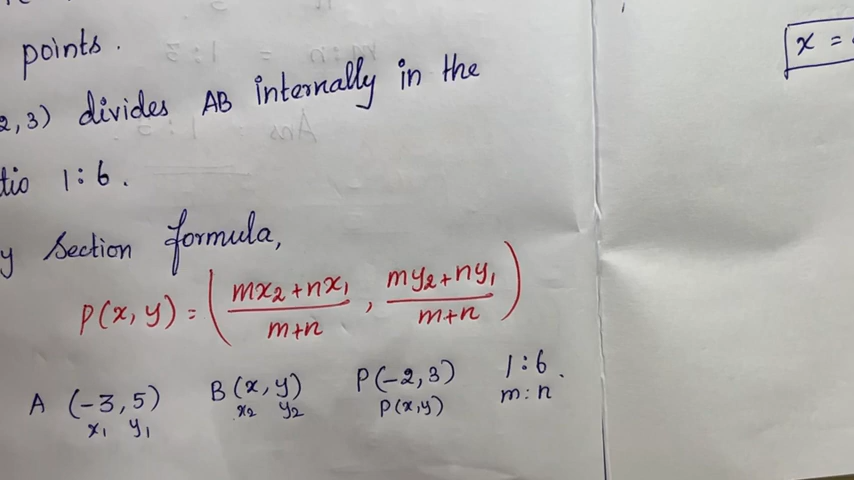 points.
2,3) divides AB internally in the
tio 1:6.
y section formula,
P(x, y) = ( mx₂+nx₁ / m+n , my₂+ny₁ / m+n )
A (-3, 5) B (x, y) P(-2, 3) 1:6.
x₁ y₁ x₂ y₂ P(x,y) m:n
x =